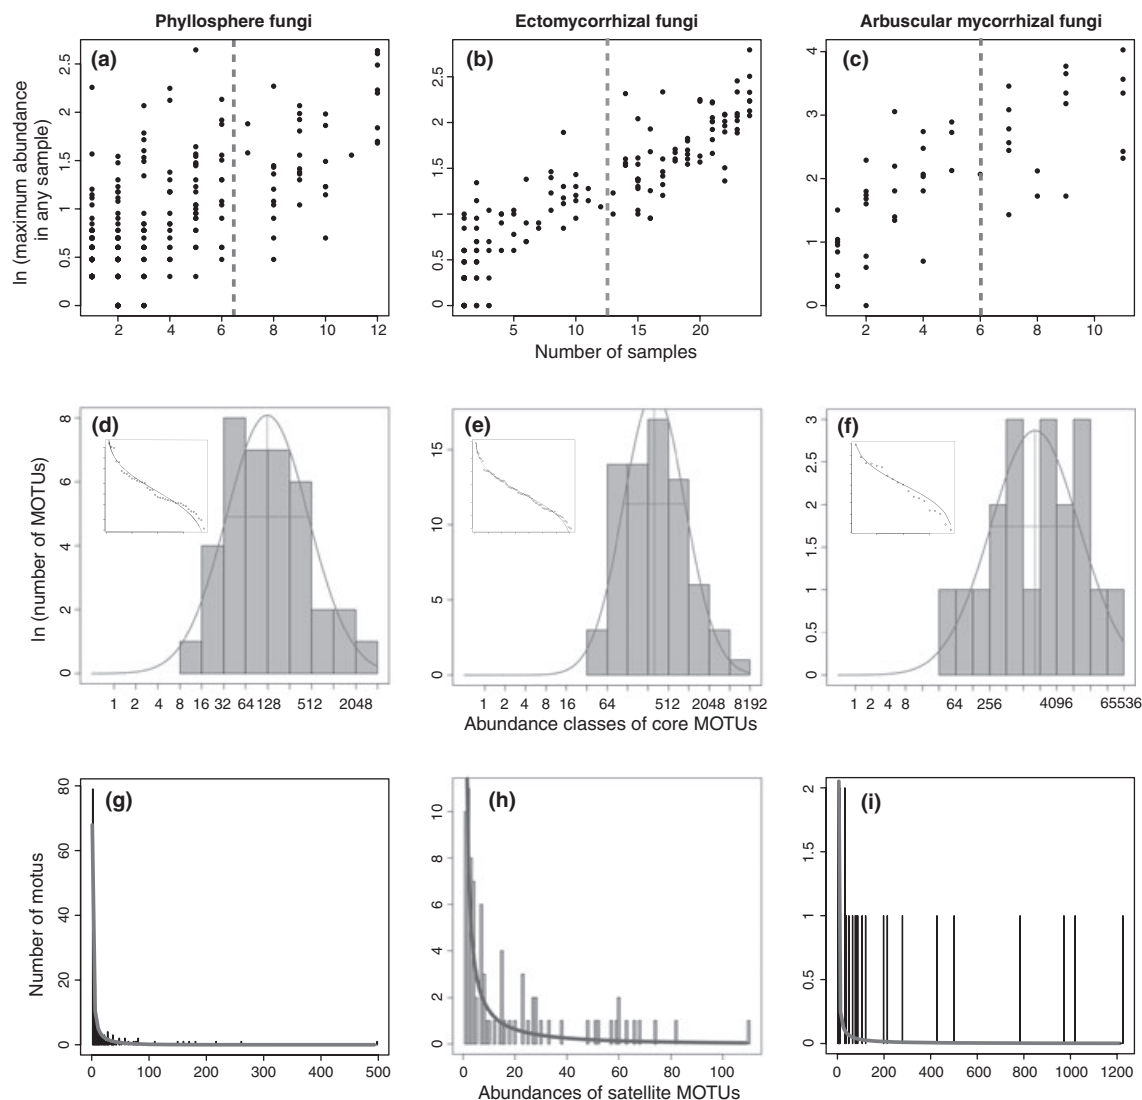 Phyllosphere fungi
Ectomycorrhizal fungi
Arbuscular mycorrhizal fungi
ln (maximum abundance
in any sample)
(a)
0 0.5 1 1.5 2 2.5
2 4 6 8 10 12
(b)
0 0.5 1 1.5 2 2.5
5 10 15 20
(c)
0 1 2 3 4
2 4 6 8 10
Number of samples
ln (number of MOTUs)
(d)
0 2 4 6 8
1 2 4 8 16 32 64 128 512 2048
(e)
0 5 10 15
1 2 4 8 16 64 512 2048 8192
(f)
0 0.5 1 1.5 2 2.5 3
1 2 4 8 64 256 4096 65536
Abundance classes of core MOTUs
Number of motus
(g)
0 20 40 60 80
0 100 200 300 400 500
(h)
0 2 4 6 8 10
0 20 40 60 80 100
(i)
0 0.5 1 1.5 2
0 200 400 600 800 1000 1200
Abundances of satellite MOTUs